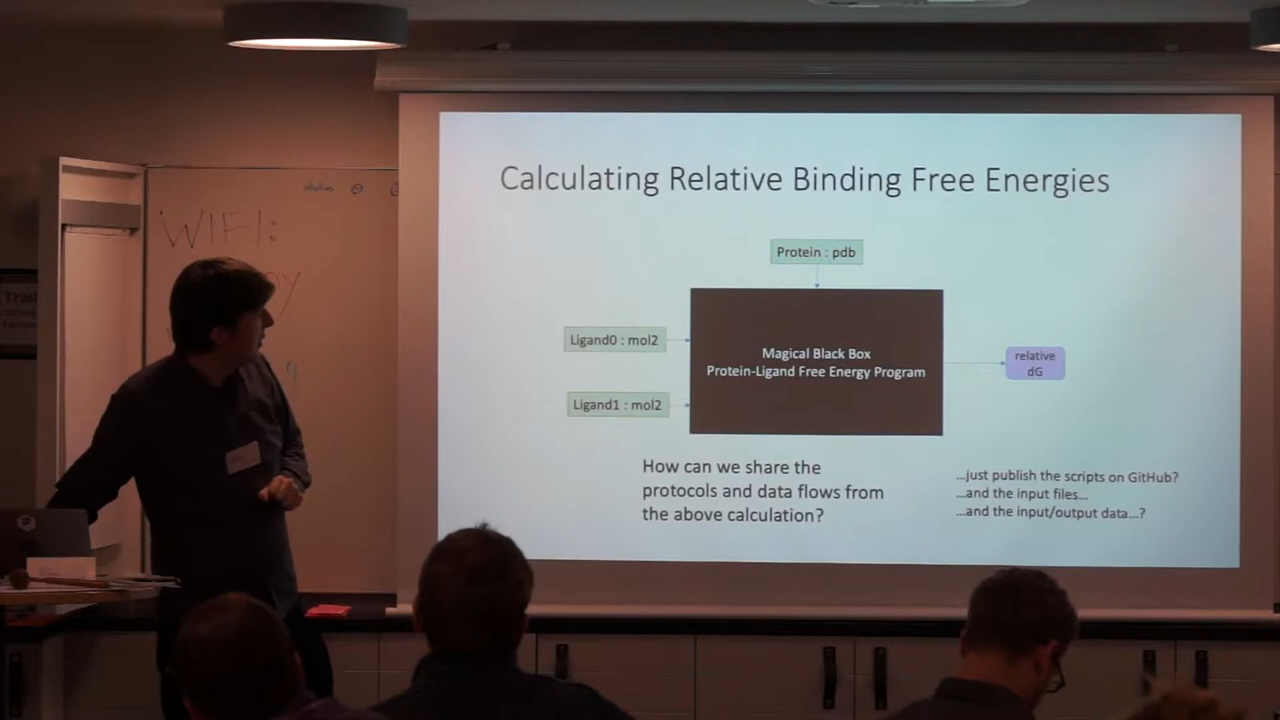 Calculating Relative Binding Free Energies
Protein : pdb
Ligand0 : mol2
Magical Black Box
Protein-Ligand Free Energy Program
relative
dG
Ligand1 : mol2
How can we share the
protocols and data flows from
the above calculation?
...just publish the scripts on GitHub?
...and the input files...
...and the input/output data...?
WIFI: